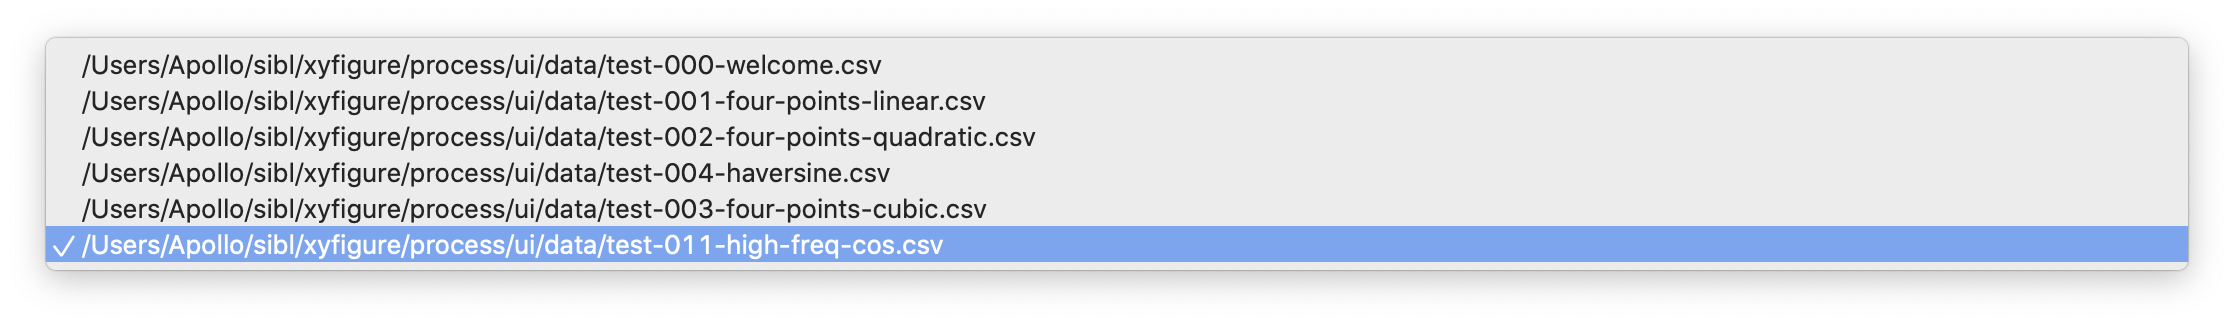 /Users/Apollo/sibl/xyfigure/process/ui/data/test-000-welcome.csv
/Users/Apollo/sibl/xyfigure/process/ui/data/test-001-four-points-linear.csv
/Users/Apollo/sibl/xyfigure/process/ui/data/test-002-four-points-quadratic.csv
/Users/Apollo/sibl/xyfigure/process/ui/data/test-004-haversine.csv
/Users/Apollo/sibl/xyfigure/process/ui/data/test-003-four-points-cubic.csv
✓ /Users/Apollo/sibl/xyfigure/process/ui/data/test-011-high-freq-cos.csv